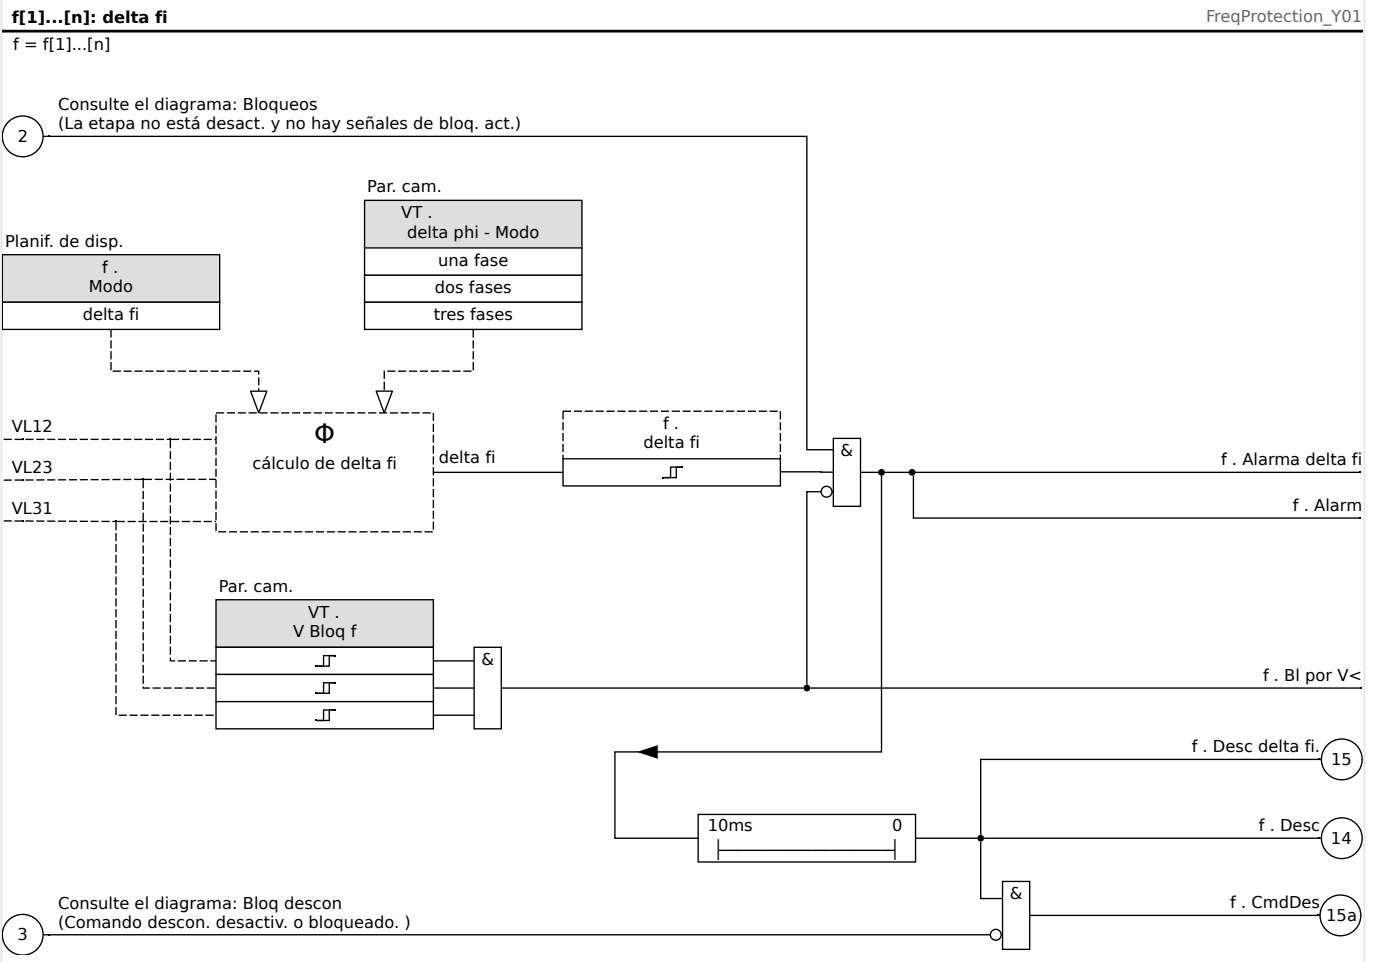 f[1]...[n]: delta fi
FreqProtection_Y01
f = f[1]...[n]
Consulte el diagrama: Bloqueos
(La etapa no está desact. y no hay señales de bloq. act.)
2
Par. cam.
VT .
delta phi - Modo
una fase
dos fases
tres fases
Planif. de disp.
f .
Modo
delta fi
VL12
VL23
VL31
Φ
cálculo de delta fi
delta fi
f .
delta fi
&
f . Alarma delta fi
f . Alarm
Par. cam.
VT .
V Bloq f
&
f . Bl por V<
f . Desc delta fi.
15
10ms 0
f . Desc
14
&
f . CmdDes
15a
Consulte el diagrama: Bloq descon
(Comando descon. desactiv. o bloqueado. )
3